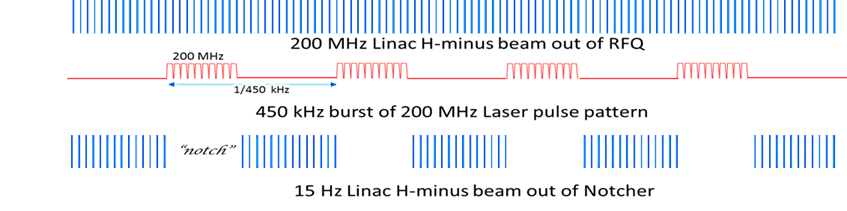 200 MHz Linac H-minus beam out of RFQ
200 MHz
1/450 kHz
450 kHz burst of 200 MHz Laser pulse pattern
"notch"
15 Hz Linac H-minus beam out of Notcher